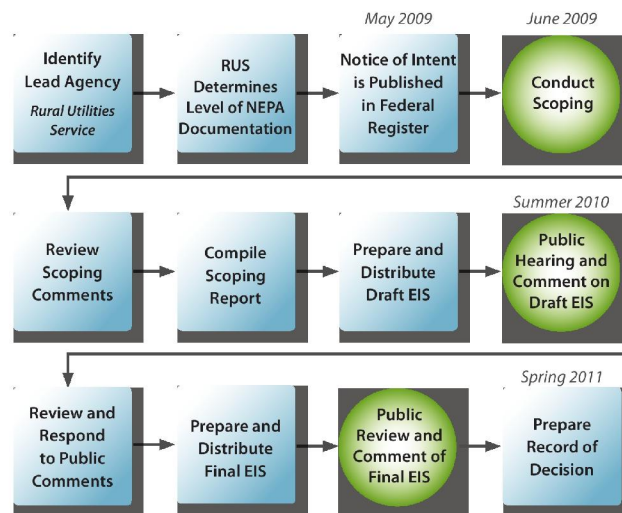 May 2009
June 2009
Identify
Lead Agency
Rural Utilities
Service
RUS
Determines
Level of NEPA
Documentation
Notice of Intent
is Published
in Federal
Register
Conduct
Scoping
Summer 2010
Review
Scoping
Comments
Compile
Scoping
Report
Prepare and
Distribute
Draft EIS
Public
Hearing and
Comment on
Draft EIS
Spring 2011
Review and
Respond
to Public
Comments
Prepare and
Distribute
Final EIS
Public
Review and
Comment of
Final EIS
Prepare
Record of
Decision